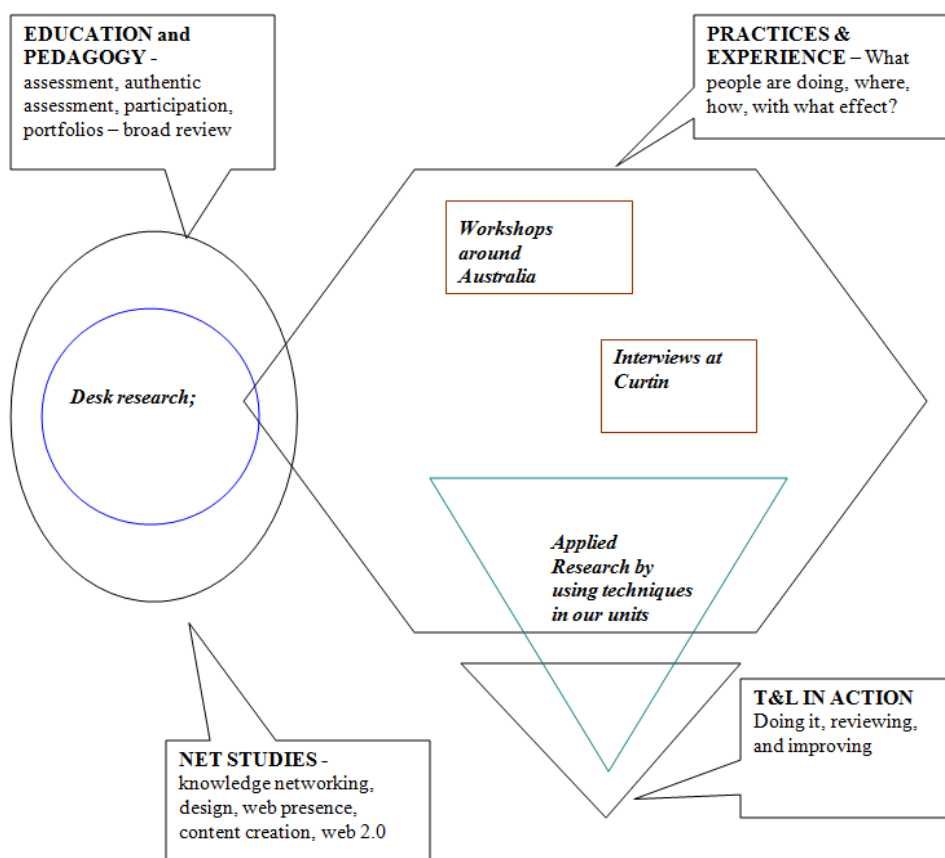 EDUCATION and
PEDAGOGY -
assessment, authentic
assessment, participation,
portfolios – broad review
PRACTICES &
EXPERIENCE – What
people are doing, where,
how, with what effect?
Workshops
around
Australia
Interviews at
Curtin
Desk research;
Applied
Research by
using techniques
in our units
T&L IN ACTION
Doing it, reviewing,
and improving
NET STUDIES -
knowledge networking,
design, web presence,
content creation, web 2.0